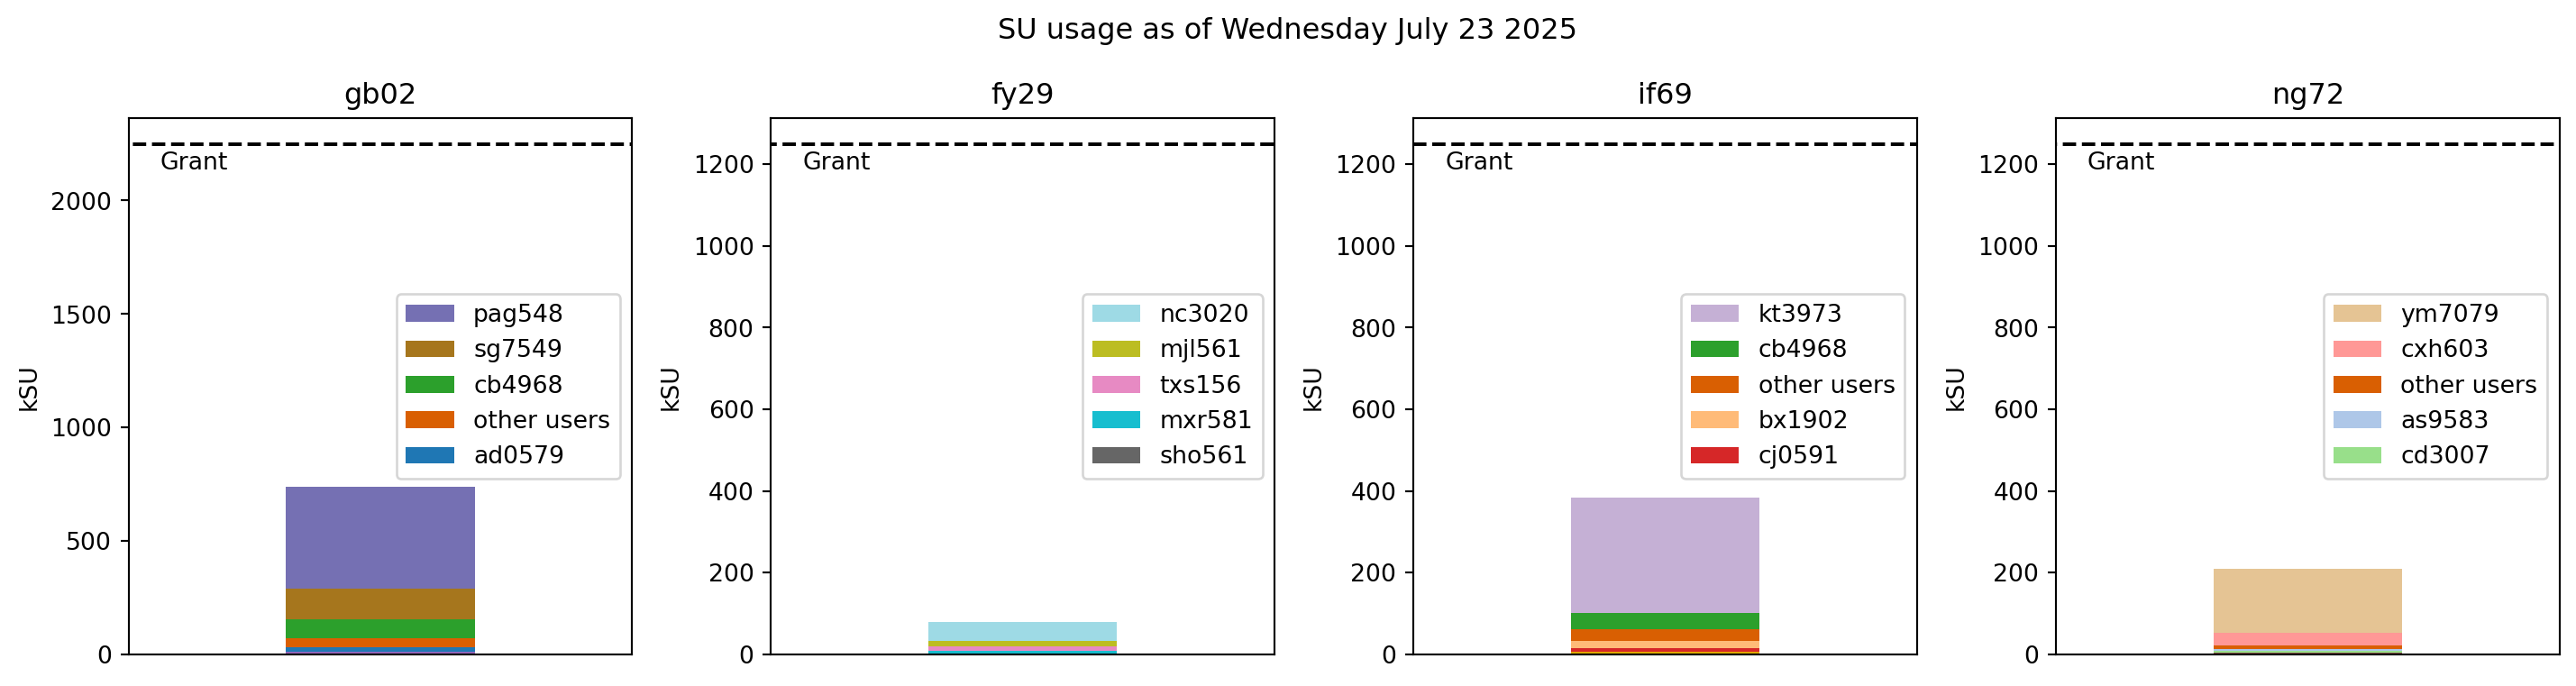 SU usage as of Wednesday July 23 2025
gb02
kSU
2000
1500
1000
500
0
Grant
pag548
sg7549
cb4968
other users
ad0579
fy29
kSU
1200
1000
800
600
400
200
0
Grant
nc3020
mjl561
txs156
mxr581
sho561
if69
kSU
1200
1000
800
600
400
200
0
Grant
kt3973
cb4968
other users
bx1902
cj0591
ng72
kSU
1200
1000
800
600
400
200
0
Grant
ym7079
cxh603
other users
as9583
cd3007